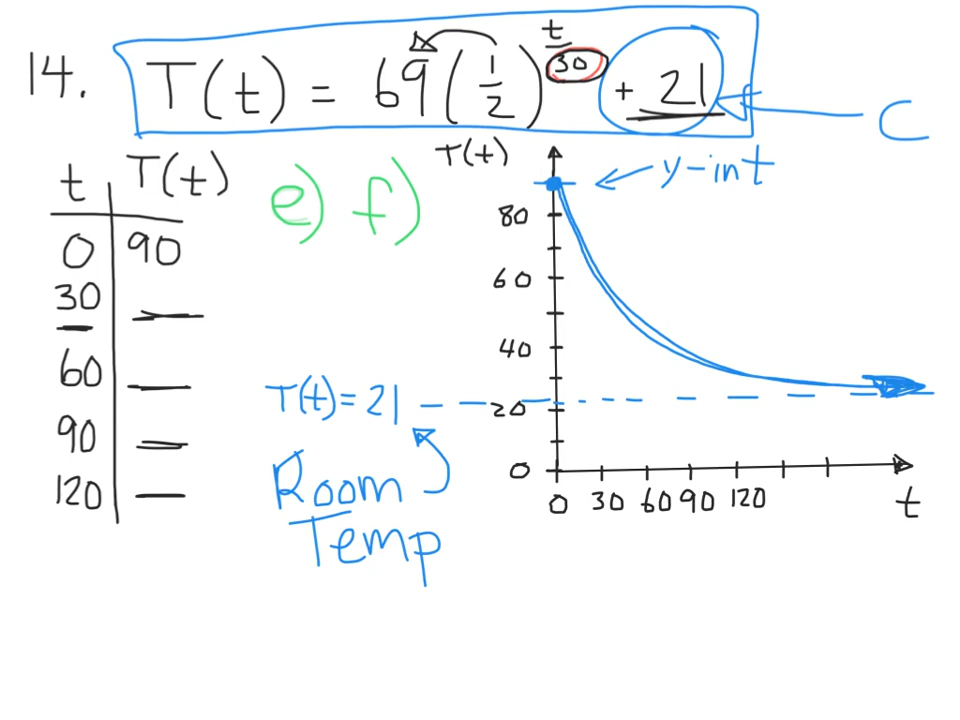 14. T(t) = 69(1/2)^(t/30) + 21
C
t T(t)
0 90
30
60
90
120
e) f)
T(t)
y-int
80
60
40
20
0
T(t) = 21
Room
Temp
0 30 60 90 120
t